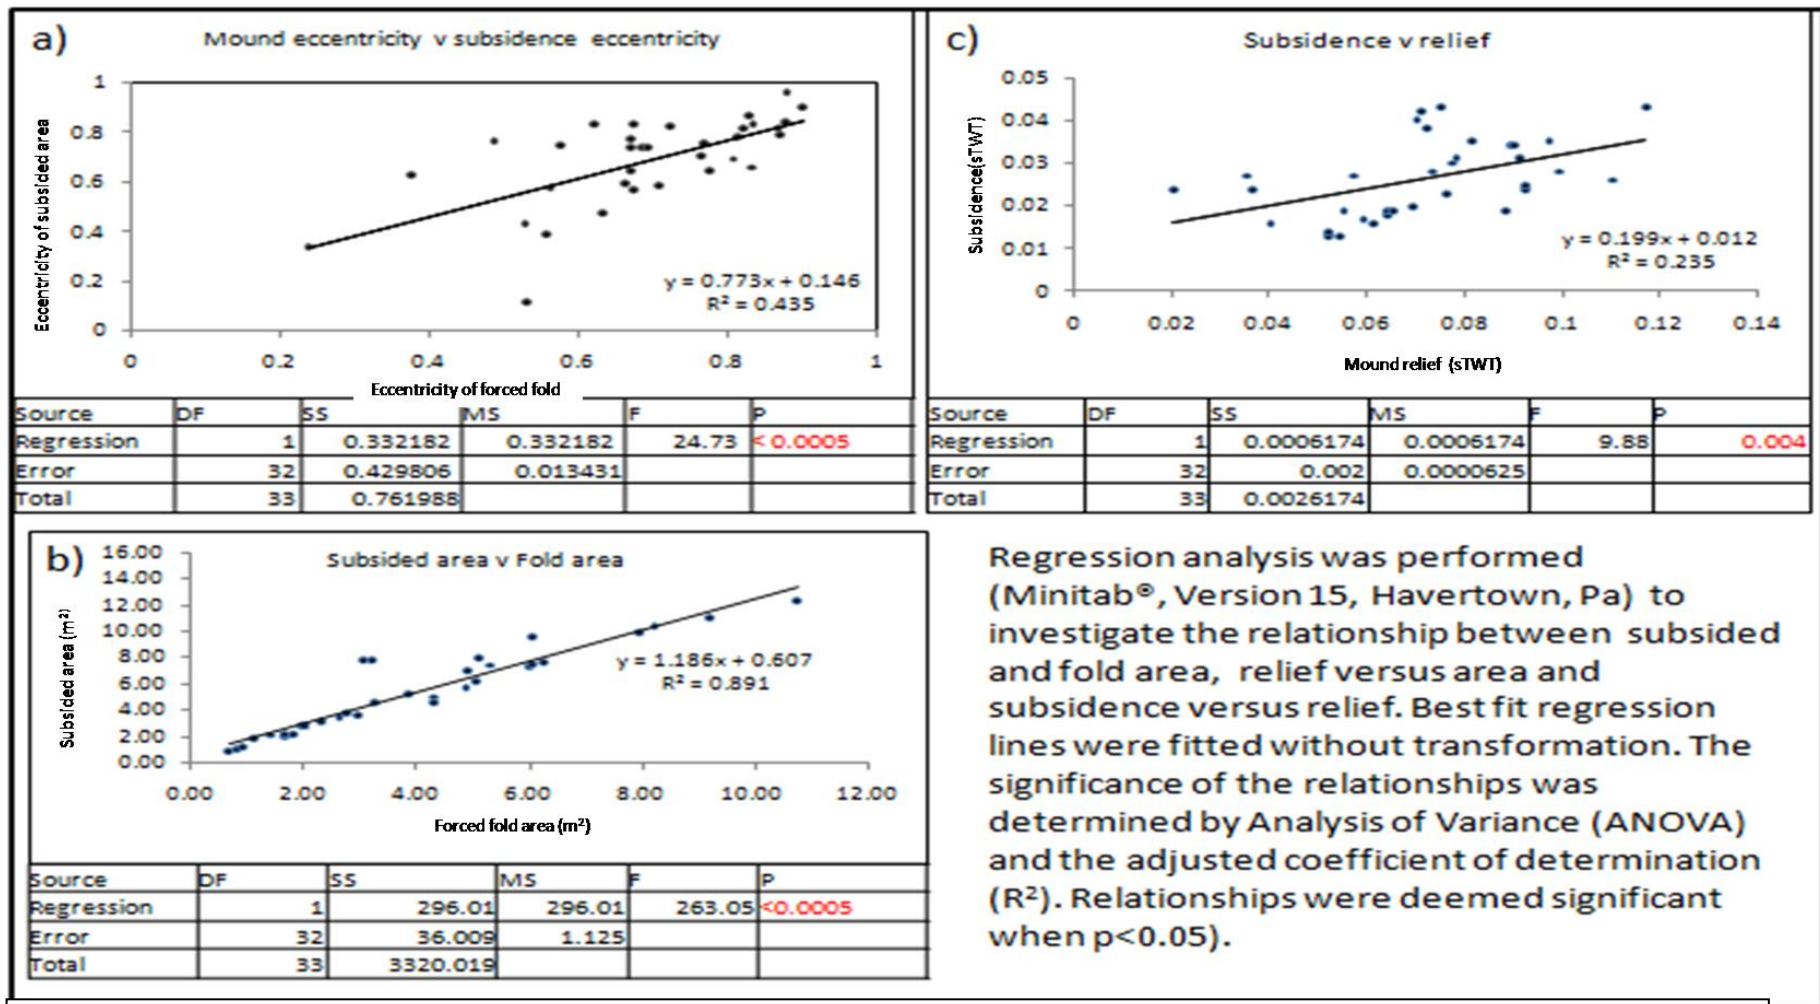 a)
Mound eccentricity v subsidence eccentricity
Eccentricity of subsided area
1
0.8
0.6
0.4
0.2
0
y = 0.773x + 0.146
R² = 0.435
0 0.2 0.4 0.6 0.8 1
Eccentricity of forced fold
Source DF SS MS F P
Regression 1 0.332182 0.332182 24.73 < 0.0005
Error 32 0.429806 0.013431
Total 33 0.761988
c)
Subsidence v relief
Subsidence(sTWT)
0.05
0.04
0.03
0.02
0.01
0
y = 0.199x + 0.012
R² = 0.235
0 0.02 0.04 0.06 0.08 0.1 0.12 0.14
Mound relief (sTWT)
Source DF SS MS F P
Regression 1 0.0006174 0.0006174 9.88 0.004
Error 32 0.002 0.0000625
Total 33 0.0026174
b)
Subsided area v Fold area
Subsided area (m²)
16.00
14.00
12.00
10.00
8.00
6.00
4.00
2.00
0.00
y = 1.186x + 0.607
R² = 0.891
0.00 2.00 4.00 6.00 8.00 10.00 12.00
Forced fold area (m²)
Source DF SS MS F P
Regression 1 296.01 296.01 263.05 <0.0005
Error 32 36.009 1.125
Total 33 3320.019
Regression analysis was performed
(Minitab®, Version 15, Havertown, Pa) to
investigate the relationship between subsided
and fold area, relief versus area and
subsidence versus relief. Best fit regression
lines were fitted without transformation. The
significance of the relationships was
determined by Analysis of Variance (ANOVA)
and the adjusted coefficient of determination
(R²). Relationships were deemed significant
when p<0.05).